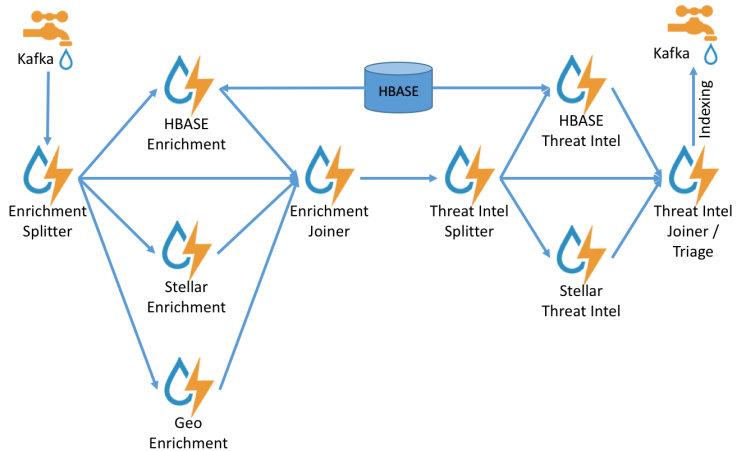 Kafka
Kafka
HBASE
Indexing
HBASE
Enrichment
HBASE
Threat Intel
Enrichment
Splitter
Enrichment
Joiner
Threat Intel
Splitter
Threat Intel
Joiner /
Triage
Stellar
Enrichment
Stellar
Threat Intel
Geo
Enrichment